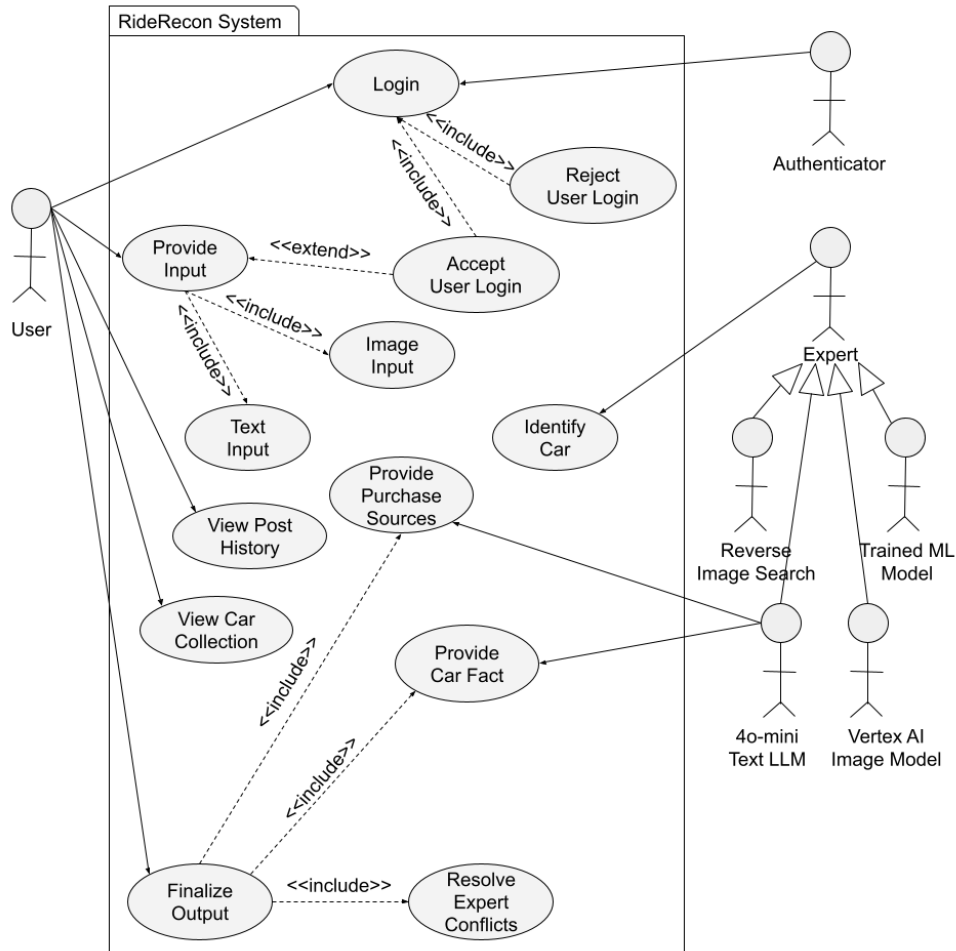 RideRecon System
Login
Authenticator
<<include>>
<<include>>
Reject
User Login
User
Provide
Input
<<extend>>
Accept
User Login
<<include>>
<<include>>
Image
Input
Expert
Text
Input
Identify
Car
Provide
Purchase
Sources
View Post
History
Reverse
Image Search
Trained ML
Model
View Car
Collection
<<include>>
Provide
Car Fact
4o-mini
Text LLM
Vertex AI
Image Model
<<include>>
Finalize
Output
<<include>>
Resolve
Expert
Conflicts